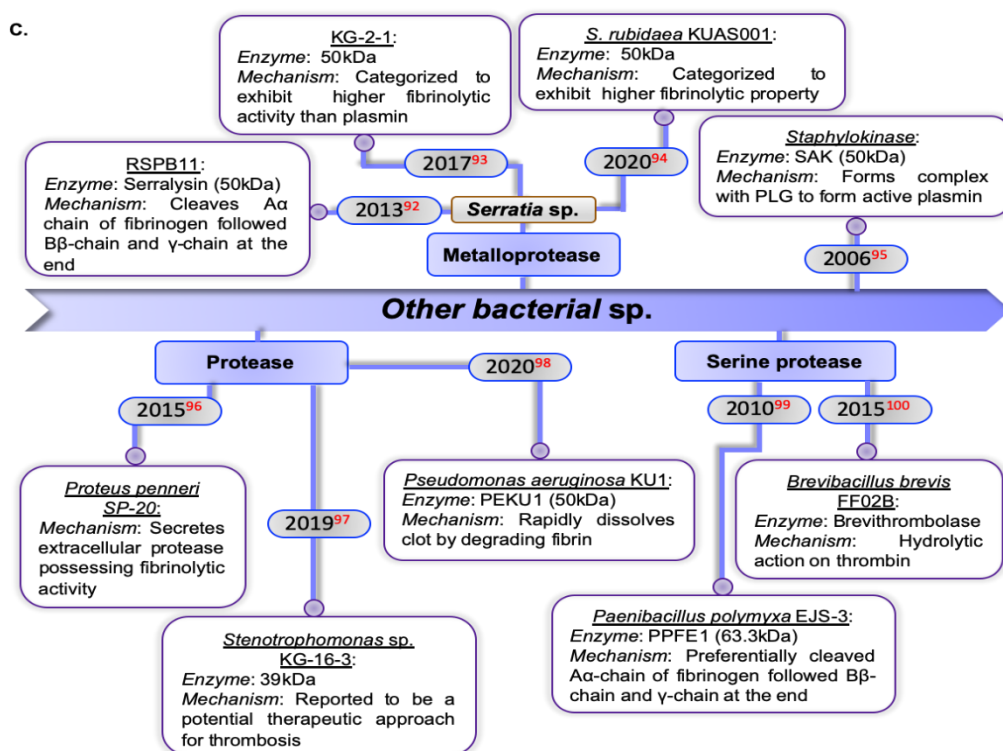 C.
KG-2-1:
Enzyme: 50kDa
Mechanism: Categorized to
exhibit higher fibrinolytic
activity than plasmin
S. rubidaea KUAS001:
Enzyme: 50kDa
Mechanism: Categorized to
exhibit higher fibrinolytic property
RSPB11:
Enzyme: Serralysin (50kDa)
Mechanism: Cleaves Aα
chain of fibrinogen followed
Bβ-chain and γ-chain at the
end
2017⁹³
2020⁹⁴
2013⁹²
Serratia sp.
Metalloprotease
Staphylokinase:
Enzyme: SAK (50kDa)
Mechanism: Forms complex
with PLG to form active plasmin
2006⁹⁵
Other bacterial sp.
Protease
Serine protease
2015⁹⁶
2020⁹⁸
2010⁹⁹
2015¹⁰⁰
Proteus penneri
SP-20:
Mechanism: Secretes
extracellular protease
possessing fibrinolytic
activity
2019⁹⁷
Pseudomonas aeruginosa KU1:
Enzyme: PEKU1 (50kDa)
Mechanism: Rapidly dissolves
clot by degrading fibrin
Brevibacillus brevis
FF02B:
Enzyme: Brevithrombolase
Mechanism: Hydrolytic
action on thrombin
Stenotrophomonas sp.
KG-16-3:
Enzyme: 39kDa
Mechanism: Reported to be a
potential therapeutic approach
for thrombosis
Paenibacillus polymyxa EJS-3:
Enzyme: PPFE1 (63.3kDa)
Mechanism: Preferentially cleaved
Aα-chain of fibrinogen followed Bβ-
chain and γ-chain at the end